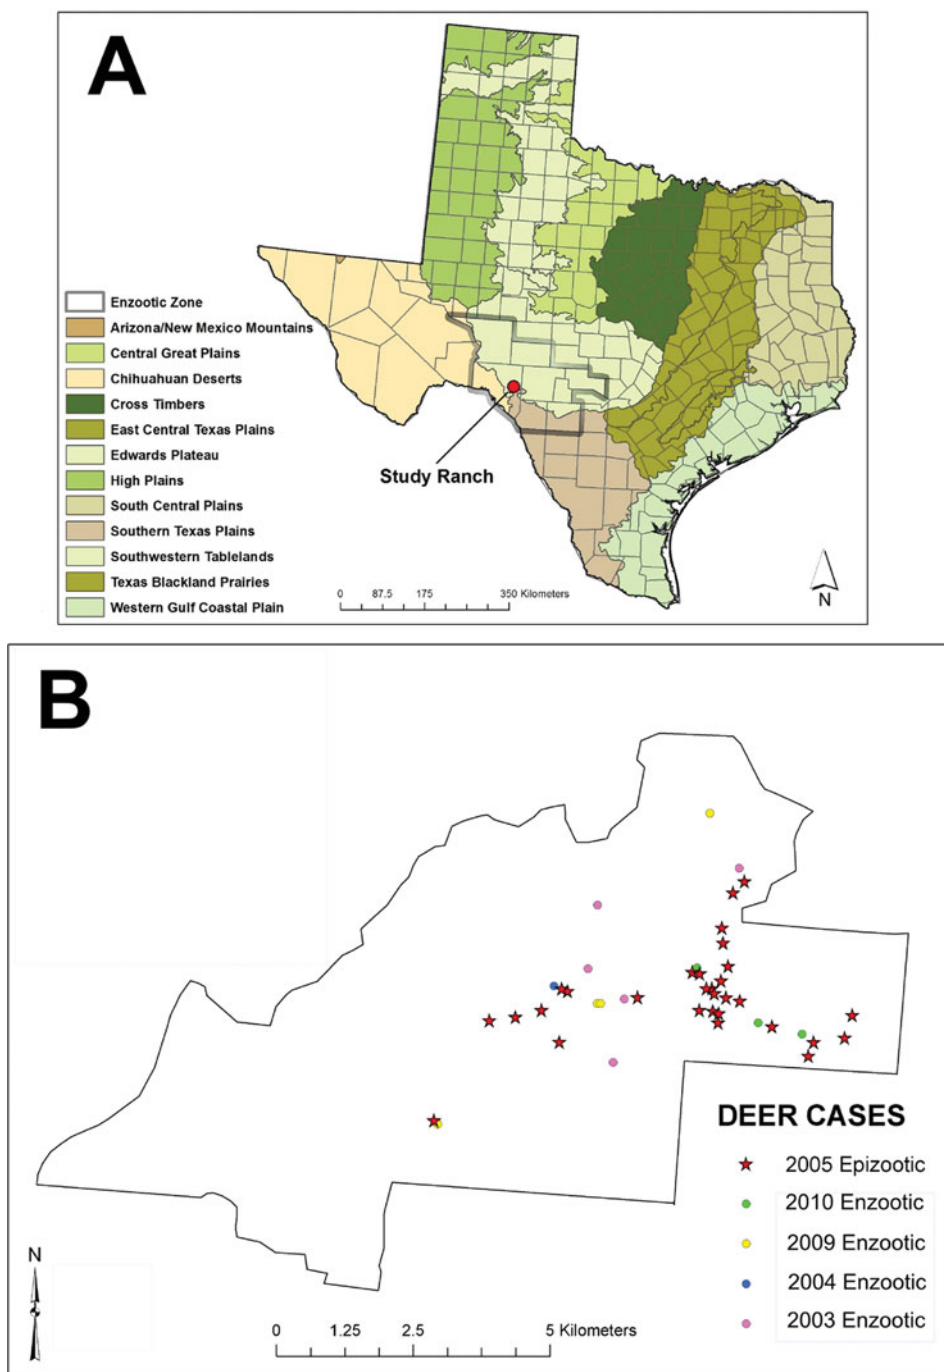 A
Enzootic Zone
Arizona/New Mexico Mountains
Central Great Plains
Chihuahuan Deserts
Cross Timbers
East Central Texas Plains
Edwards Plateau
High Plains
South Central Plains
Southern Texas Plains
Southwestern Tablelands
Texas Blackland Prairies
Western Gulf Coastal Plain
Study Ranch
0 87.5 175 350 Kilometers
N
B
DEER CASES
2005 Epizootic
2010 Enzootic
2009 Enzootic
2004 Enzootic
2003 Enzootic
N
0 1.25 2.5 5 Kilometers